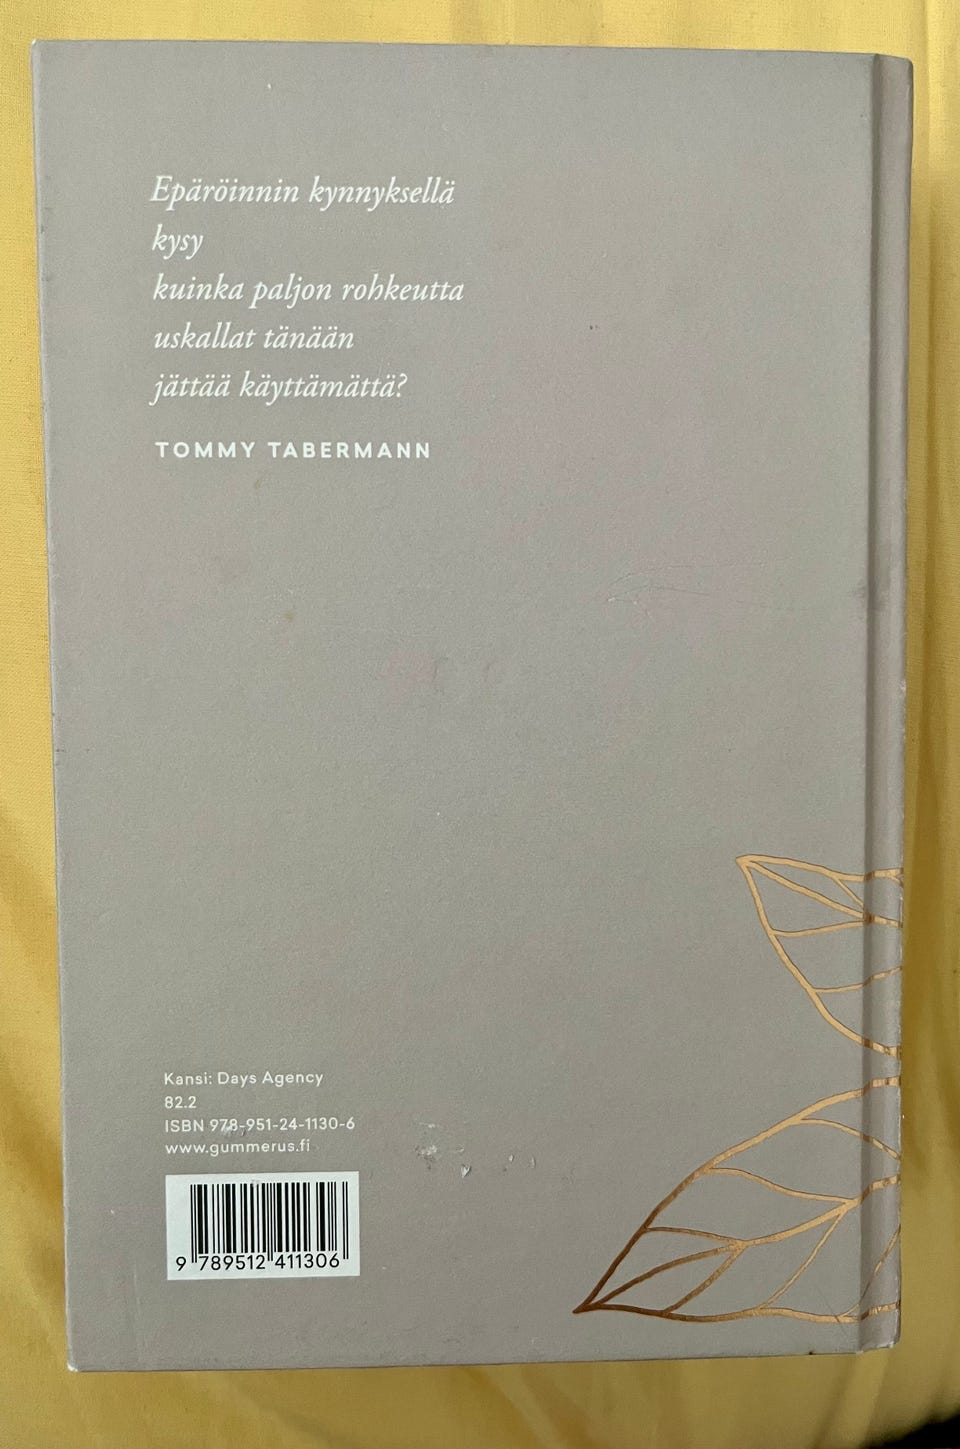 Epäröinnin kynnyksellä
kysy
kuinka paljon rohkeutta
uskallat tänään
jättää käyttämättä?
TOMMY TABERMANN
Kansi: Days Agency
82.2
ISBN 978-951-24-1130-6
www.gummerus.fi
9 789512 411306